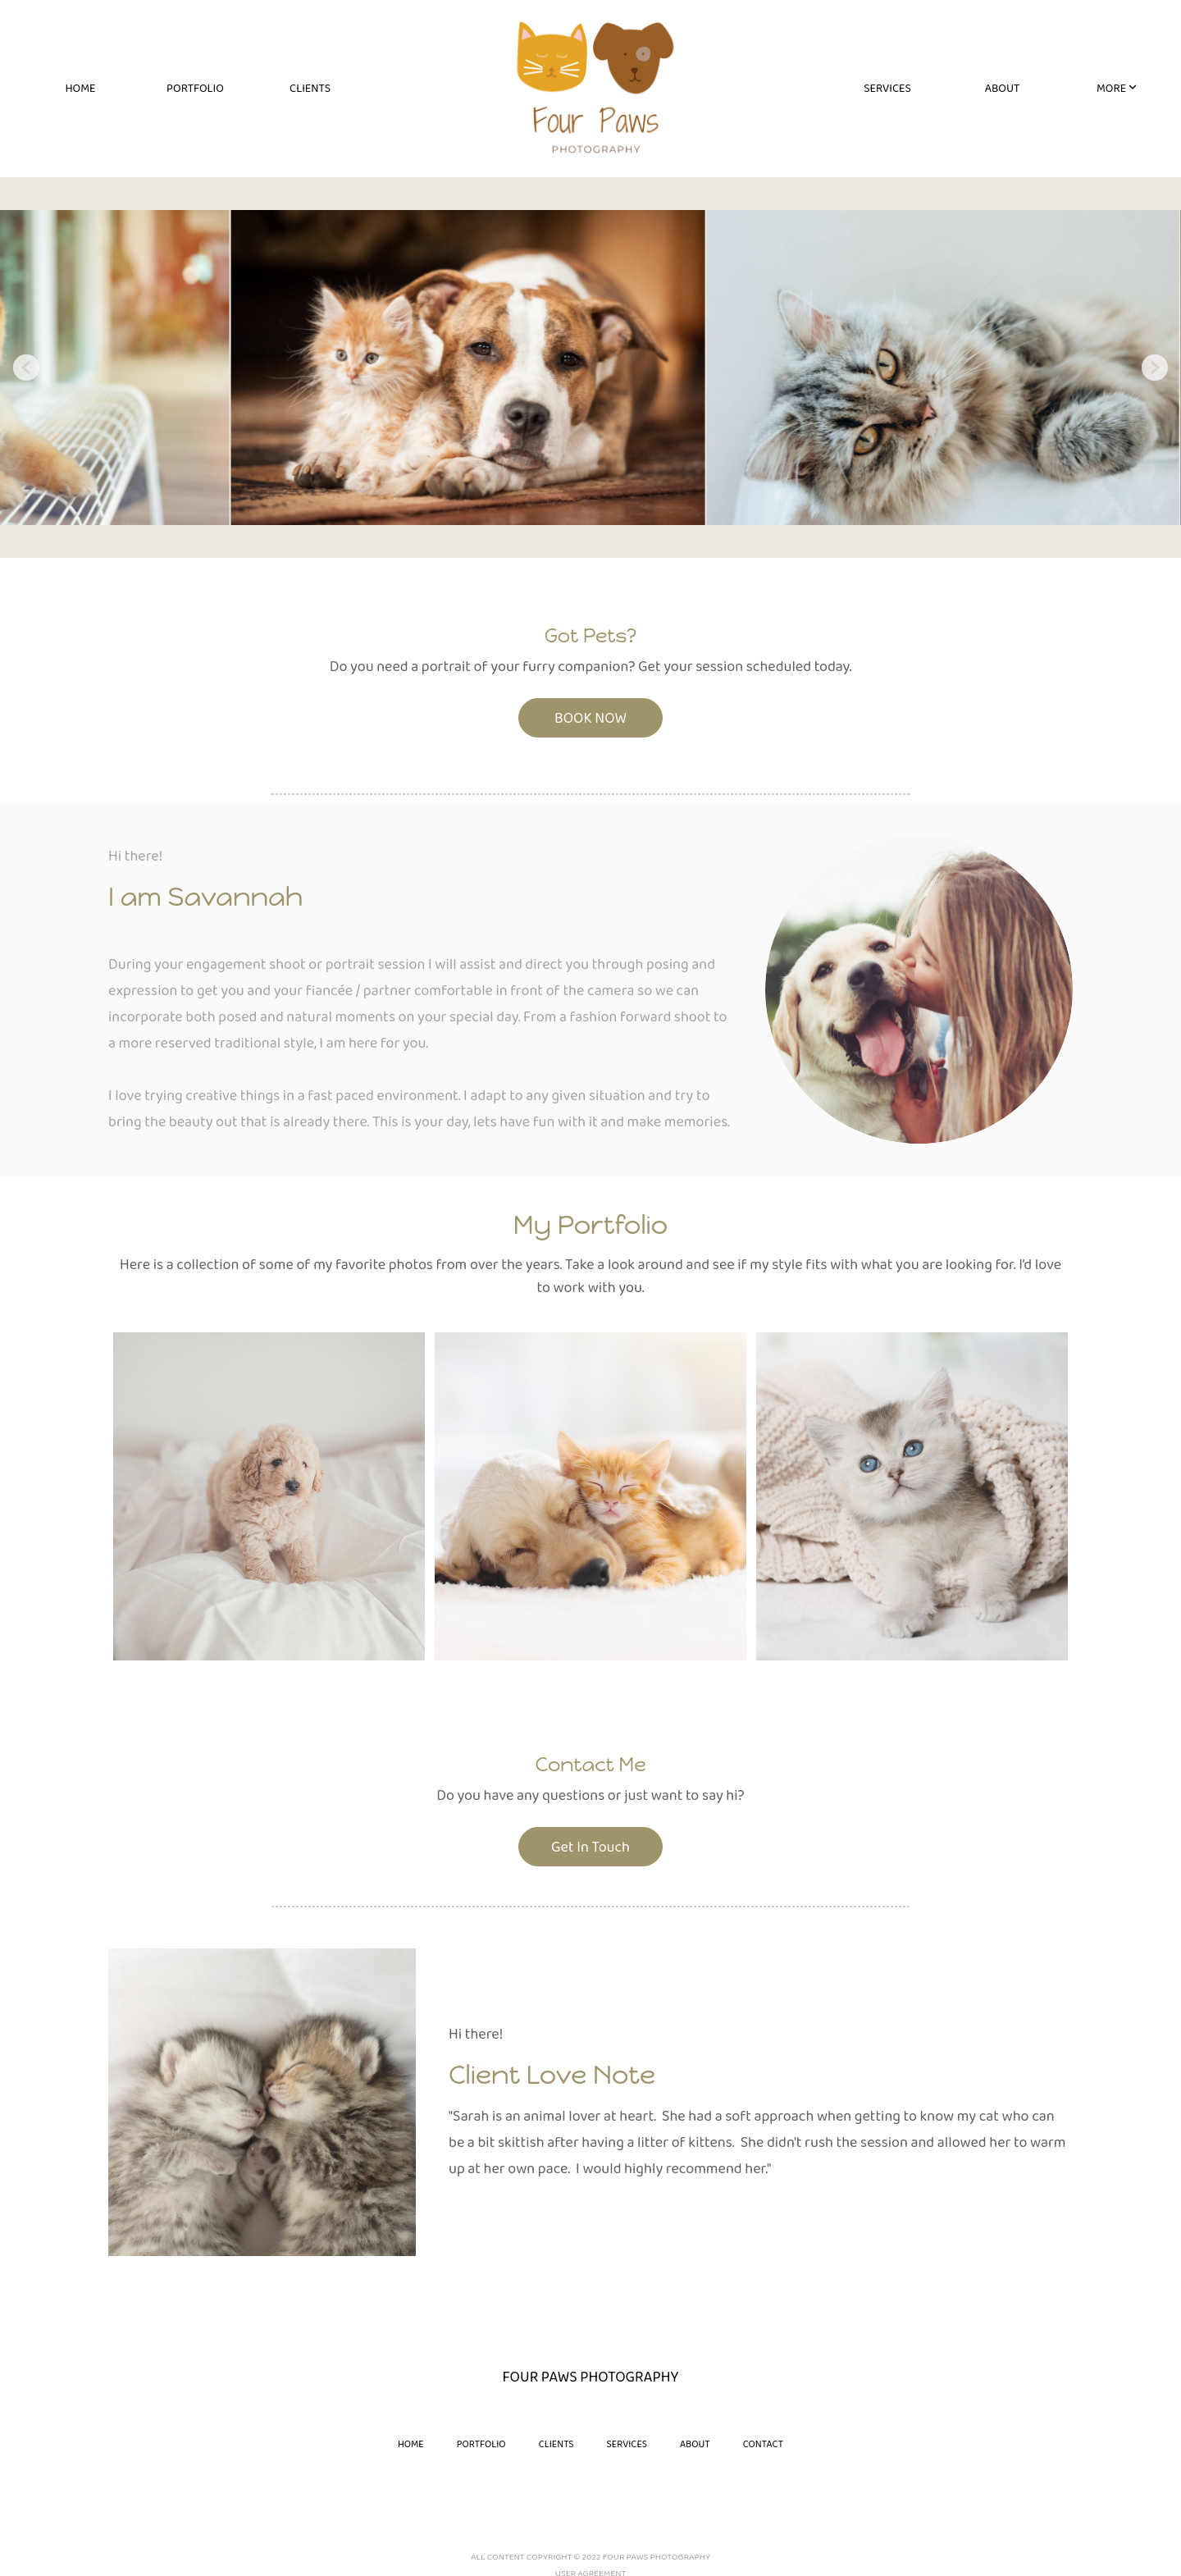 HOME
PORTFOLIO
CLIENTS
Four Paws
PHOTOGRAPHY
SERVICES
ABOUT
MORE
Got Pets?
Do you need a portrait of your furry companion? Get your session scheduled today.
BOOK NOW
Hi there!
I am Savannah
During your engagement shoot or portrait session I will assist and direct you through posing and
expression to get you and your fiancée / partner comfortable in front of the camera so we can
incorporate both posed and natural moments on your special day. From a fashion forward shoot to
a more reserved traditional style, I am here for you.
I love trying creative things in a fast paced environment. I adapt to any given situation and try to
bring the beauty out that is already there. This is your day, lets have fun with it and make memories.
My Portfolio
Here is a collection of some of my favorite photos from over the years. Take a look around and see if my style fits with what you are looking for. I'd love
to work with you.
Contact Me
Do you have any questions or just want to say hi?
Get In Touch
Hi there!
Client Love Note
"Sarah is an animal lover at heart.  She had a soft approach when getting to know my cat who can
be a bit skittish after having a litter of kittens.  She didn't rush the session and allowed her to warm
up at her own pace.  I would highly recommend her."
FOUR PAWS PHOTOGRAPHY
HOME PORTFOLIO CLIENTS SERVICES ABOUT CONTACT
ALL CONTENT COPYRIGHT © 2022 FOUR PAWS PHOTOGRAPHY
USER AGREEMENT